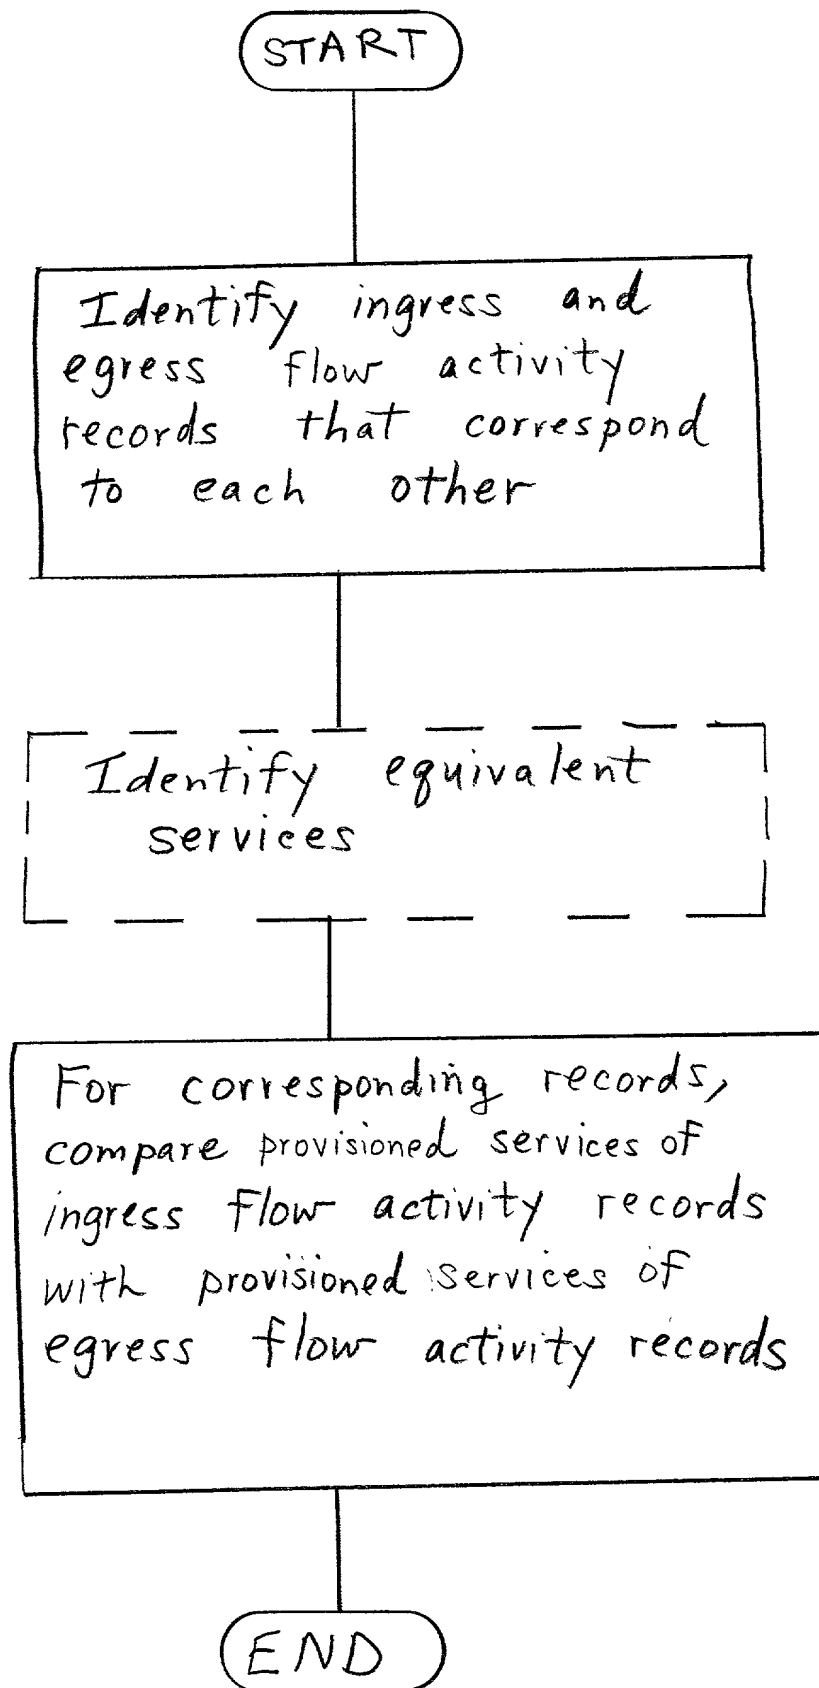 START
Identify ingress and
egress flow activity
records that correspond
to each other
Identify equivalent
services
For corresponding records,
compare provisioned services of
ingress flow activity records
with provisioned services of
egress flow activity records
END